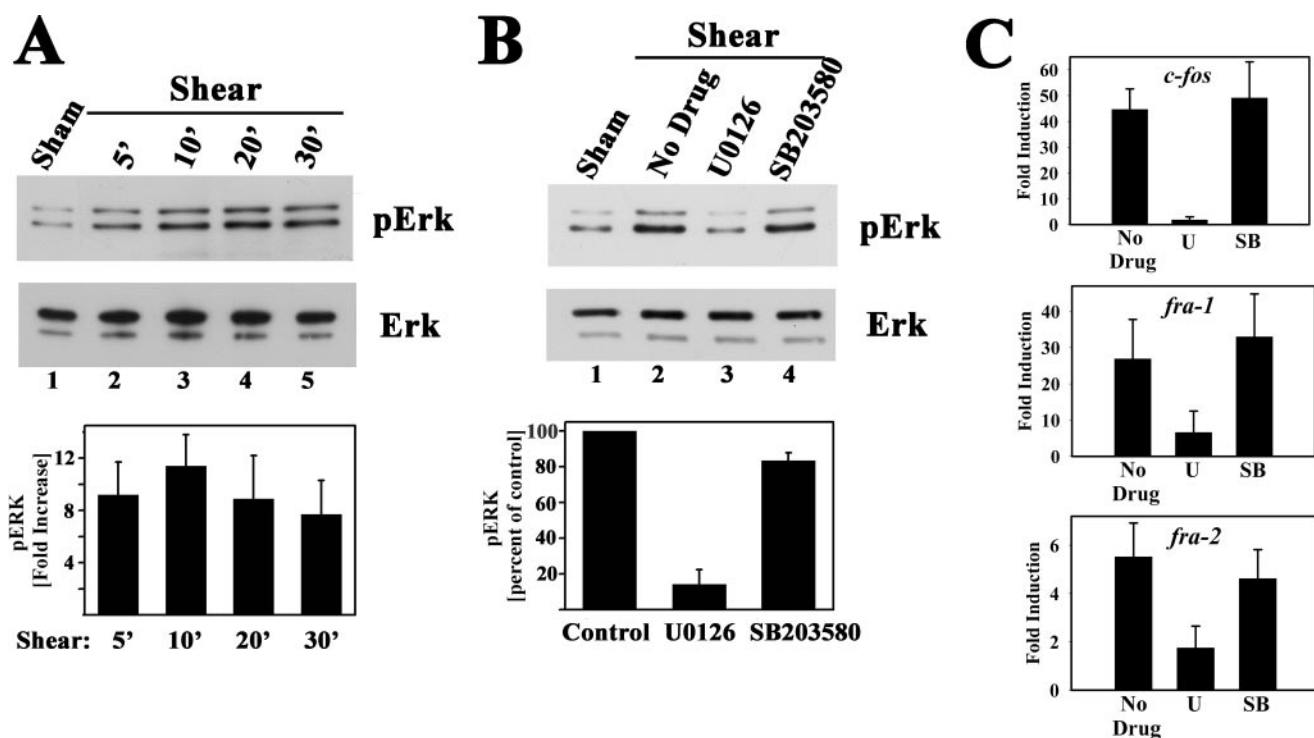 A
Shear
Sham 5' 10' 20' 30'
pErk
Erk
1 2 3 4 5
pERK
[Fold Increase]
12
8
4
Shear: 5' 10' 20' 30'
B
Shear
Sham No Drug U0126 SB203580
pErk
Erk
1 2 3 4
pERK
[percent of control]
100
80
60
40
20
Control U0126 SB203580
C
c-fos
Fold Induction
60
50
40
30
20
10
0
No Drug U SB
fra-1
Fold Induction
40
30
20
10
0
No Drug U SB
fra-2
Fold Induction
6
4
2
0
No Drug U SB